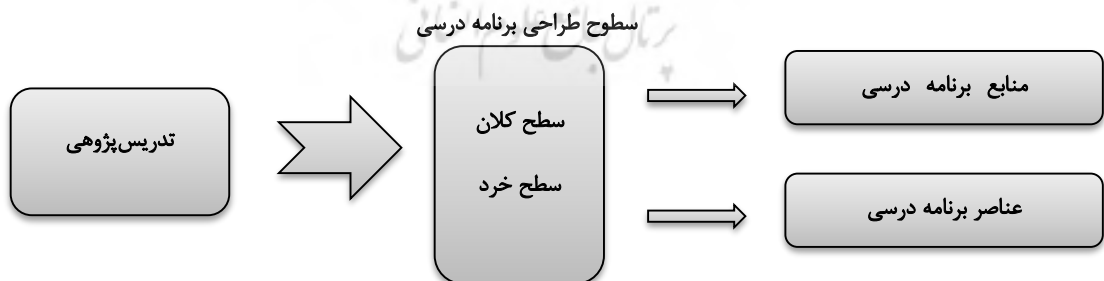 سطوح طراحی برنامه درسی
تدریس‌پژوهی
سطح کلان
سطح خرد
منابع برنامه درسی
عناصر برنامه درسی